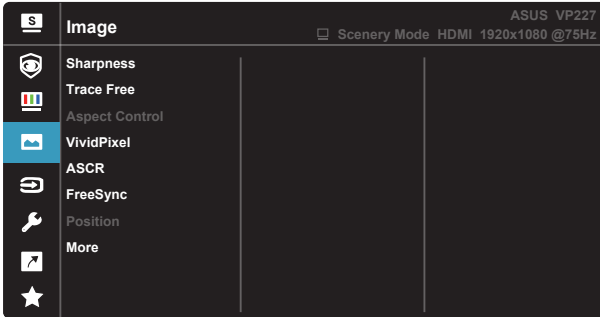 S
Image
ASUS VP227
Scenery Mode HDMI 1920x1080 @75Hz
Sharpness
Trace Free
Aspect Control
VividPixel
ASCR
FreeSync
Position
More